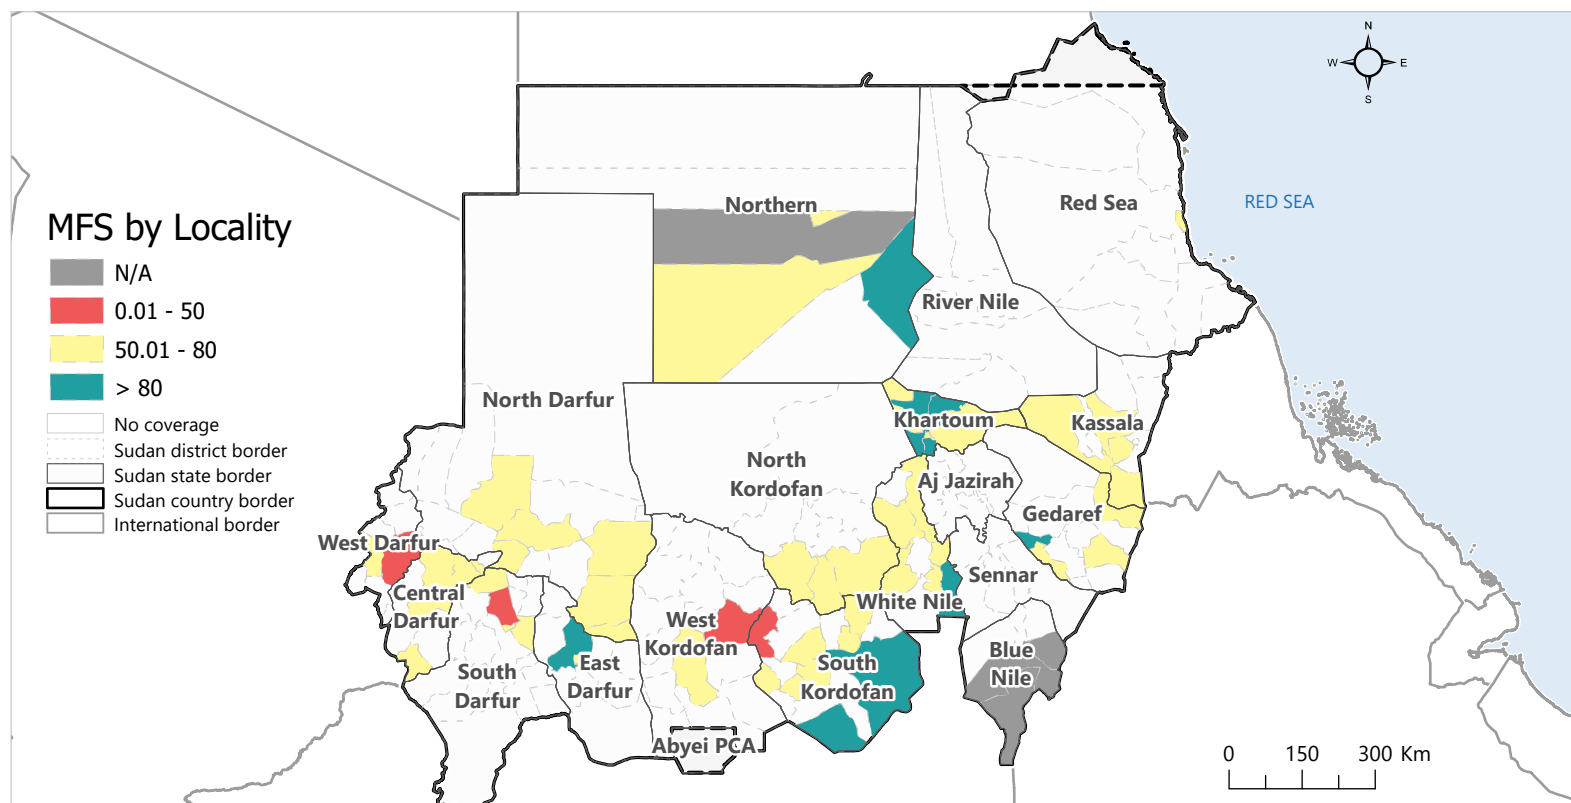 N
W
E
S
Northern
Red Sea
RED SEA
MFS by Locality
N/A
0.01 - 50
50.01 - 80
> 80
No coverage
Sudan district border
Sudan state border
Sudan country border
International border
River Nile
North Darfur
Khartoum
Kassala
North
Kordofan
Aj Jazirah
Gedaref
West Darfur
Sennar
Central
Darfur
White Nile
West
Kordofan
Blue
Nile
South
Kordofan
East
Darfur
South
Darfur
Abyei PCA
0
150
300 Km